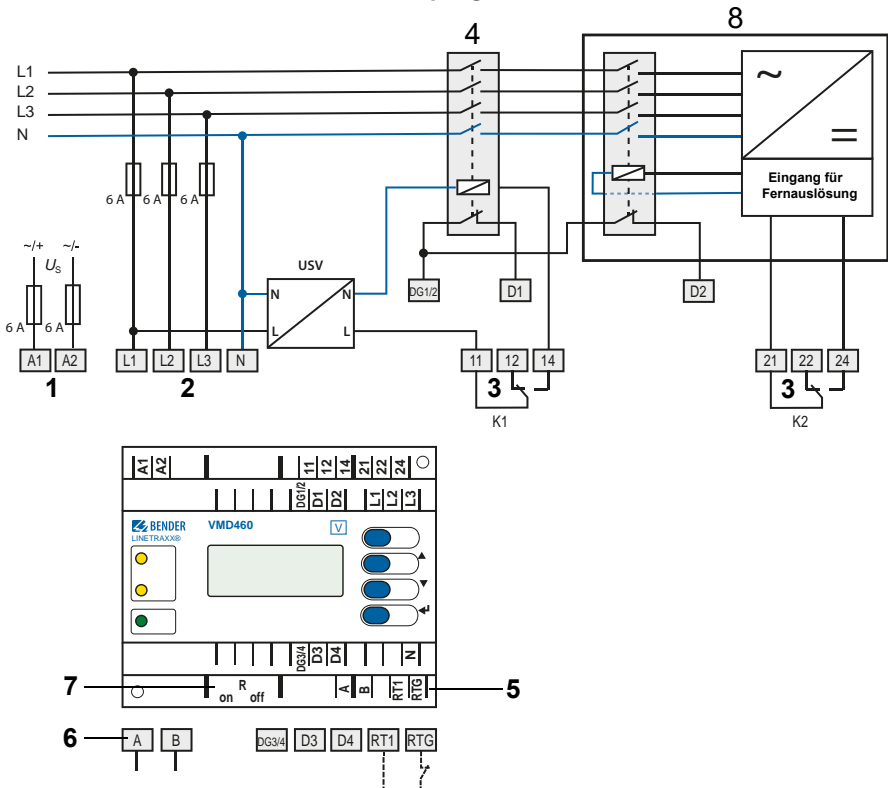 4
8
L1
L2
L3
N
6 A
6 A
6 A
Eingang für
Fernauslösung
~/+
~/-
US
USV
N
N
L
L
6 A
6 A
DG1/2
D1
D2
A1
A2
L1
L2
L3
N
11
12
14
21
22
24
1
2
3
3
K1
K2
A1
A2
11
12
14
21
22
24
DG1/2
D1
D2
L1
L2
L3
BENDER
LINETRAXX®
VMD460
V
DG3/4
D3
D4
N
7
on
R
off
A
B
RT1
RTG
5
6
A
B
DG3/4
D3
D4
RT1
RTG